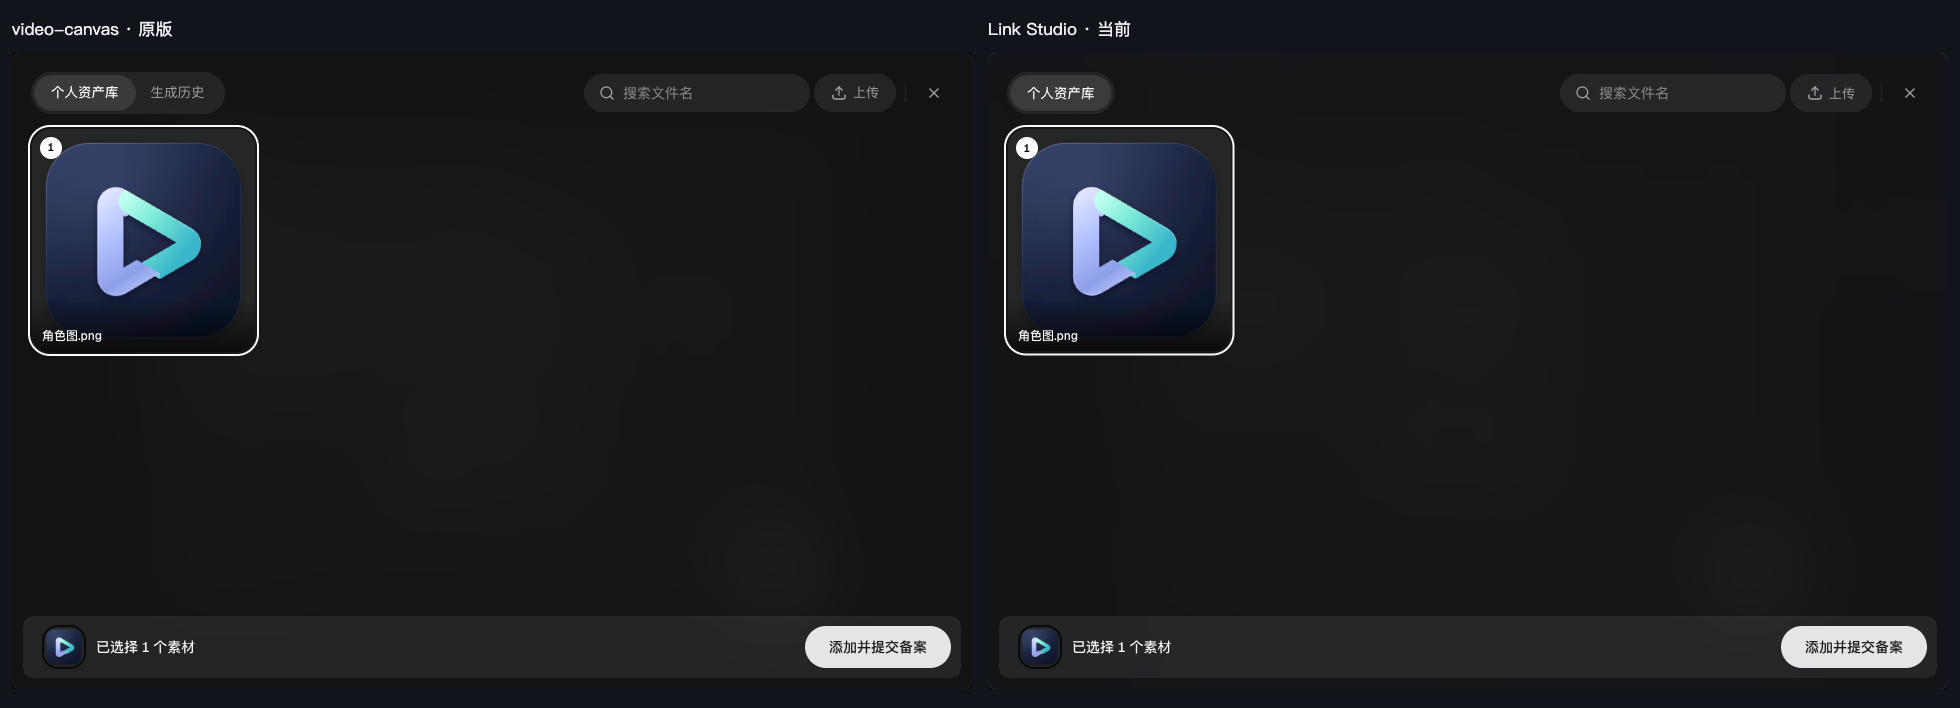 video-canvas · 原版
个人资产库 生成历史 搜索文件名 上传
1
角色图.png
已选择 1 个素材 添加并提交备案
Link Studio · 当前
个人资产库 搜索文件名 上传
1
角色图.png
已选择 1 个素材 添加并提交备案